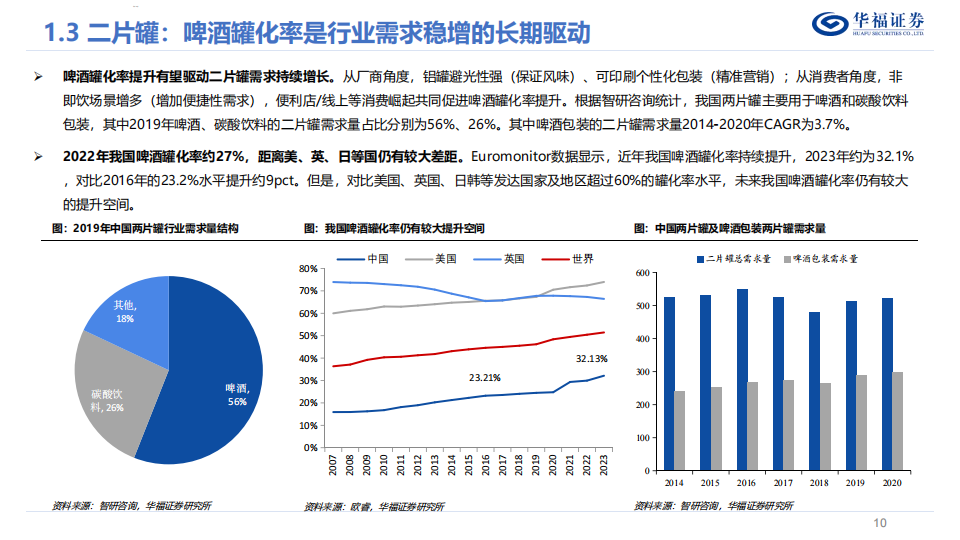 1.3 二片罐：啤酒罐化率是行业需求稳增的长期驱动
华福证券
HUAFU SECURITIES CO.,LTD.
啤酒罐化率提升有望驱动二片罐需求持续增长。从厂商角度，铝罐避光性强（保证风味）、可印刷个性化包装（精准营销）；从消费者角度，非
即饮场景增多（增加便捷性需求），便利店/线上等消费崛起共同促进啤酒罐化率提升。根据智研咨询统计，我国两片罐主要用于啤酒和碳酸饮料
包装，其中2019年啤酒、碳酸饮料的二片罐需求量占比分别为56%、26%。其中啤酒包装的二片罐需求量2014-2020年CAGR为3.7%。
2022年我国啤酒罐化率约27%，距离美、英、日等国仍有较大差距。Euromonitor数据显示，近年我国啤酒罐化率持续提升，2023年约为32.1%
，对比2016年的23.2%水平提升约9pct。但是，对比美国、英国、日韩等发达国家及地区超过60%的罐化率水平，未来我国啤酒罐化率仍有较大
的提升空间。
图：2019年中国两片罐行业需求量结构
其他,
18%
碳酸饮
料, 26%
啤酒,
56%
资料来源：智研咨询，华福证券研究所
图：我国啤酒罐化率仍有较大提升空间
中国 美国 英国 世界
80%
70%
60%
50%
40%
30%
20%
10%
0%
23.21%
32.13%
2007 2008 2009 2010 2011 2012 2013 2014 2015 2016 2017 2018 2019 2020 2021 2022 2023
资料来源：欧睿，华福证券研究所
图：中国两片罐及啤酒包装两片罐需求量
二片罐总需求量 啤酒包装需求量
600
500
400
300
200
100
0
2014 2015 2016 2017 2018 2019 2020
资料来源：智研咨询，华福证券研究所
10